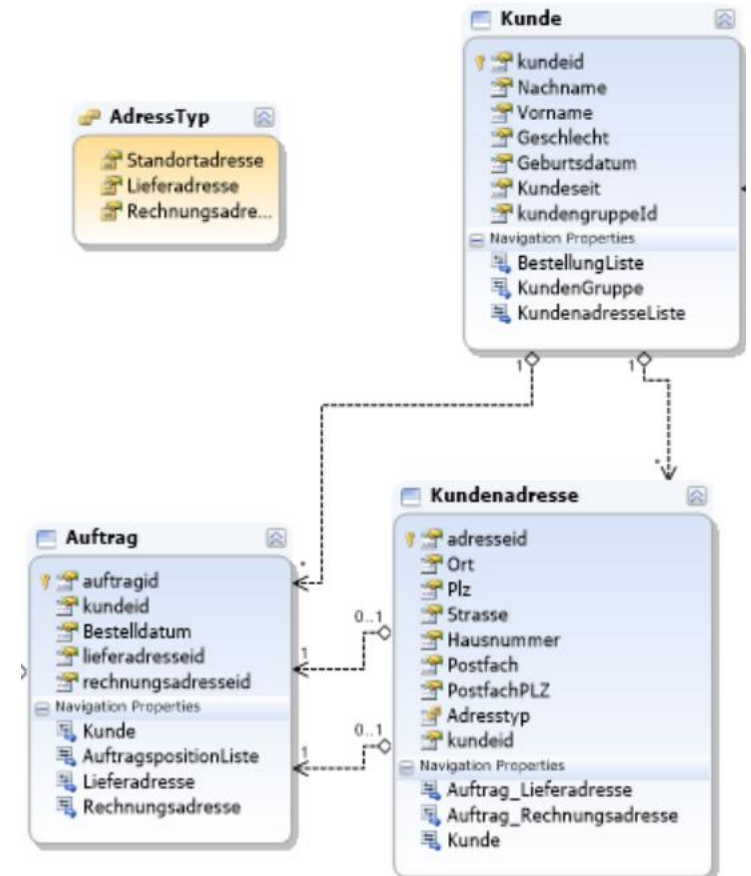 Kunde
kundeid
Nachname
Vorname
Geschlecht
Geburtsdatum
Kundeseit
kundengruppeId
Navigation Properties
BestellungListe
KundenGruppe
KundenadresseListe
AdressTyp
Standortadresse
Lieferadresse
Rechnungsadre...
1
1
*
*
Auftrag
auftragid
kundeid
Bestelldatum
lieferadresseid
rechnungsadresseid
Navigation Properties
Kunde
AuftragspositionListe
Lieferadresse
Rechnungsadresse
0..1
1
0..1
1
Kundenadresse
adresseid
Ort
Plz
Strasse
Hausnummer
Postfach
PostfachPLZ
Adresstyp
kundeid
Navigation Properties
Auftrag_Lieferadresse
Auftrag_Rechnungsadresse
Kunde